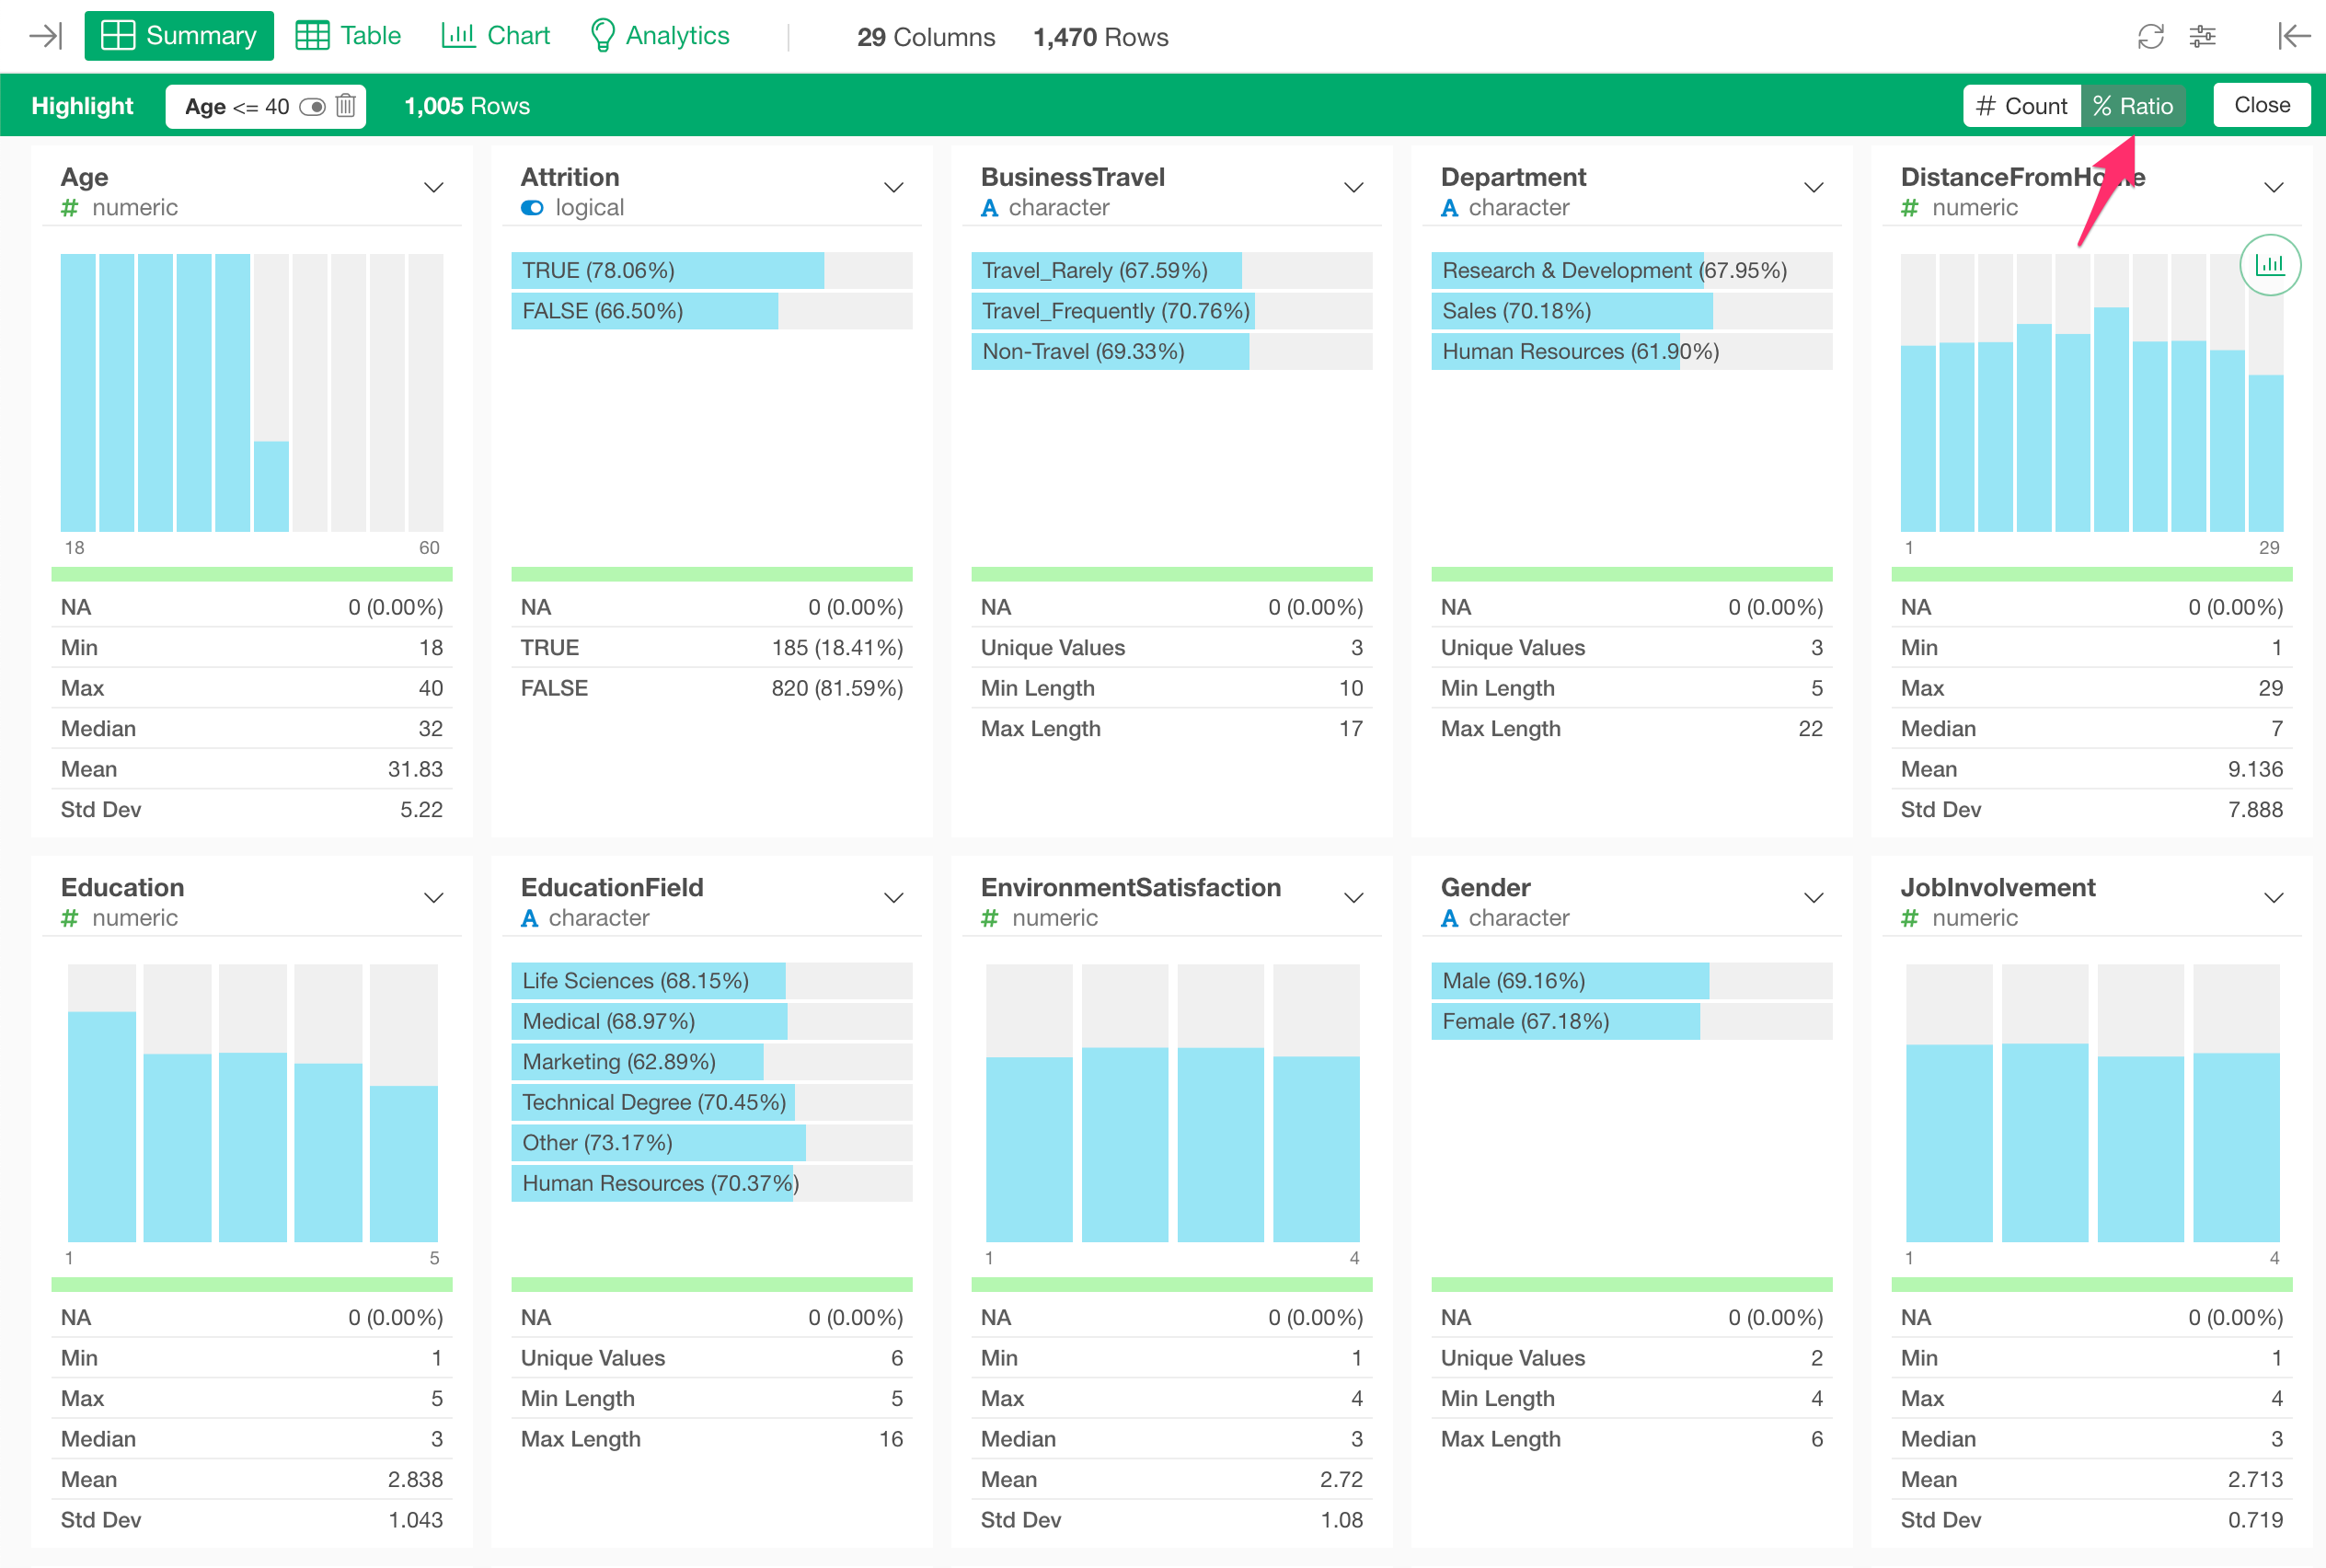 Summary Table Chart Analytics 29 Columns 1,470 Rows
Highlight Age <= 40 1,005 Rows # Count % Ratio Close
Age
# numeric
18 60
NA 0 (0.00%)
Min 18
Max 40
Median 32
Mean 31.83
Std Dev 5.22
Attrition
logical
TRUE (78.06%)
FALSE (66.50%)
NA 0 (0.00%)
TRUE 185 (18.41%)
FALSE 820 (81.59%)
BusinessTravel
A character
Travel_Rarely (67.59%)
Travel_Frequently (70.76%)
Non-Travel (69.33%)
NA 0 (0.00%)
Unique Values 3
Min Length 10
Max Length 17
Department
A character
Research & Development (67.95%)
Sales (70.18%)
Human Resources (61.90%)
NA 0 (0.00%)
Unique Values 3
Min Length 5
Max Length 22
DistanceFromHome
# numeric
1 29
NA 0 (0.00%)
Min 1
Max 29
Median 7
Mean 9.136
Std Dev 7.888
Education
# numeric
1 5
NA 0 (0.00%)
Min 1
Max 5
Median 3
Mean 2.838
Std Dev 1.043
EducationField
A character
Life Sciences (68.15%)
Medical (68.97%)
Marketing (62.89%)
Technical Degree (70.45%)
Other (73.17%)
Human Resources (70.37%)
NA 0 (0.00%)
Unique Values 6
Min Length 5
Max Length 16
EnvironmentSatisfaction
# numeric
1 4
NA 0 (0.00%)
Min 1
Max 4
Median 3
Mean 2.72
Std Dev 1.08
Gender
A character
Male (69.16%)
Female (67.18%)
NA 0 (0.00%)
Unique Values 2
Min Length 4
Max Length 6
JobInvolvement
# numeric
1 4
NA 0 (0.00%)
Min 1
Max 4
Median 3
Mean 2.713
Std Dev 0.719